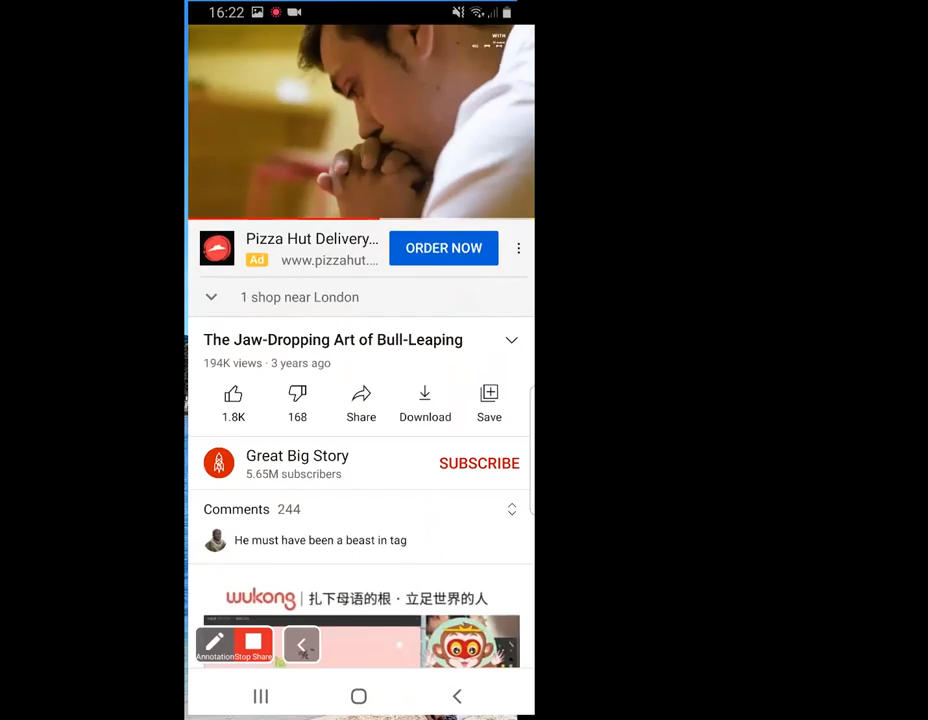 16:22
WITH
Pizza Hut Delivery...
ORDER NOW
Ad www.pizzahut....
1 shop near London
The Jaw-Dropping Art of Bull-Leaping
194K views · 3 years ago
1.8K 168 Share Download Save
Great Big Story
5.65M subscribers
SUBSCRIBE
Comments 244
He must have been a beast in tag
wukong | 扎下母语的根 · 立足世界的人
Annotation Stop Share